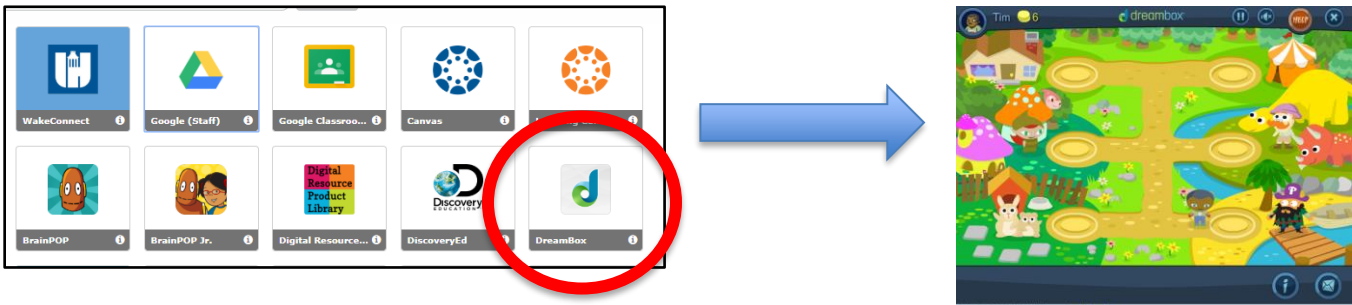 WakeConnect
Google (Staff)
Google Classroo...
Canvas
Digital
Resource
Product
Library
Discovery
EDUCATION
BrainPOP
BrainPOP Jr.
Digital Resource...
DiscoveryEd
DreamBox
Tim 6
dreambox
HELP